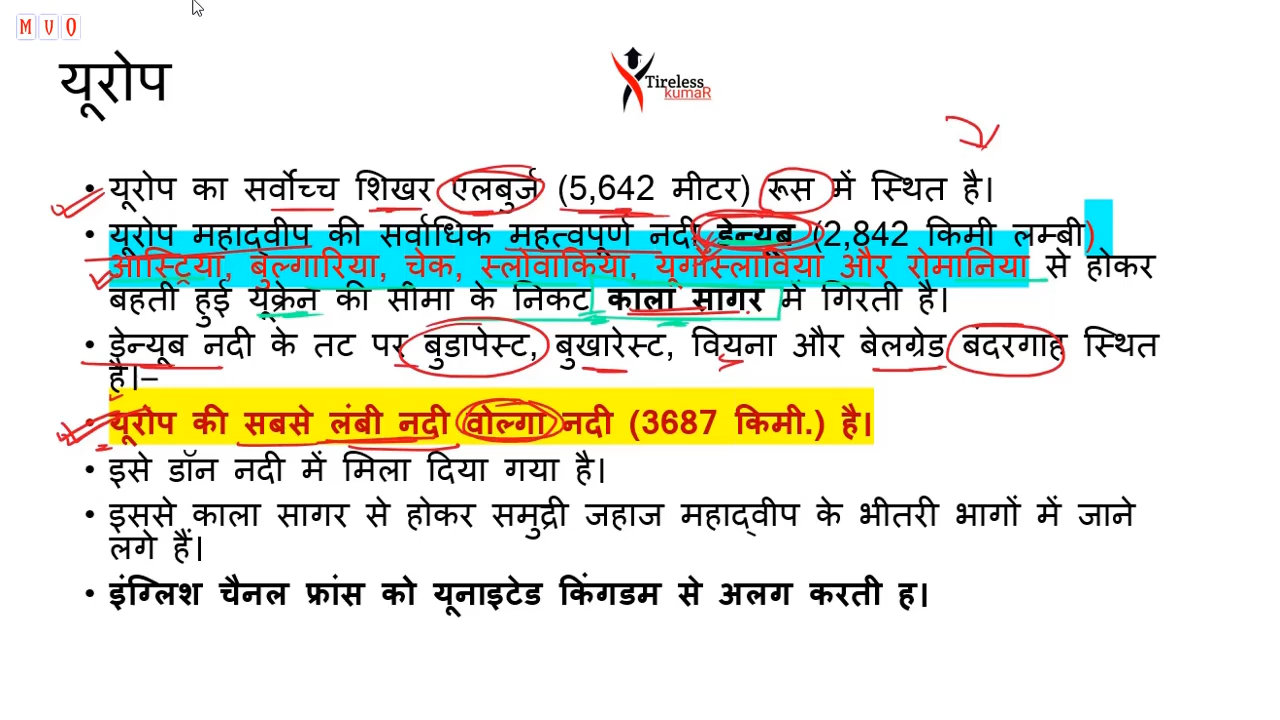 M V O
यूरोप
Tireless
kumaR
• यूरोप का सर्वोच्च शिखर एलबुर्ज (5,642 मीटर) रूस में स्थित है।
• यूरोप महाद्वीप की सर्वाधिक महत्वपूर्ण नदी डेन्यूब (2,842 किमी लम्बी)
ऑस्ट्रिया, बुल्गारिया, चेक, स्लोवाकिया, यूगोस्लाविया और रोमानिया से होकर
बहती हुई यूक्रेन की सीमा के निकट काला सागर में गिरती है।
• डेन्यूब नदी के तट पर बुडापेस्ट, बुखारेस्ट, वियना और बेलग्रेड बंदरगाह स्थित
है।–
• यूरोप की सबसे लंबी नदी वोल्गा नदी (3687 किमी.) है।
• इसे डॉन नदी में मिला दिया गया है।
• इससे काला सागर से होकर समुद्री जहाज महाद्वीप के भीतरी भागों में जाने
लगे हैं।
• इंग्लिश चैनल फ्रांस को यूनाइटेड किंगडम से अलग करती ह।